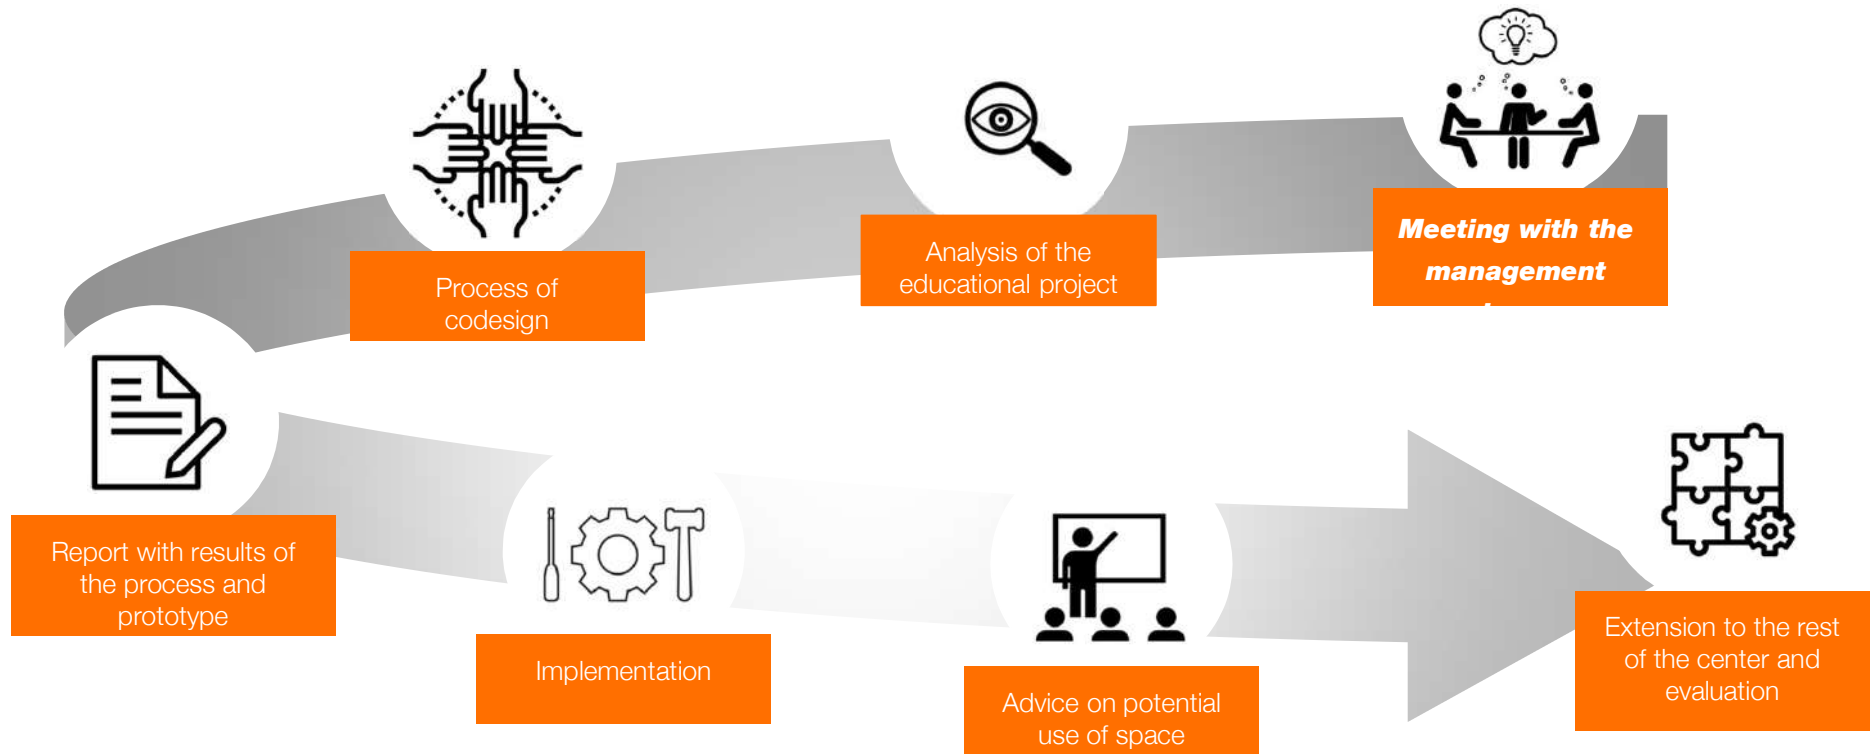 Process of
codesign
Analysis of the
educational project
Meeting with the
management
Report with results of
the process and
prototype
Implementation
Advice on potential
use of space
Extension to the rest
of the center and
evaluation